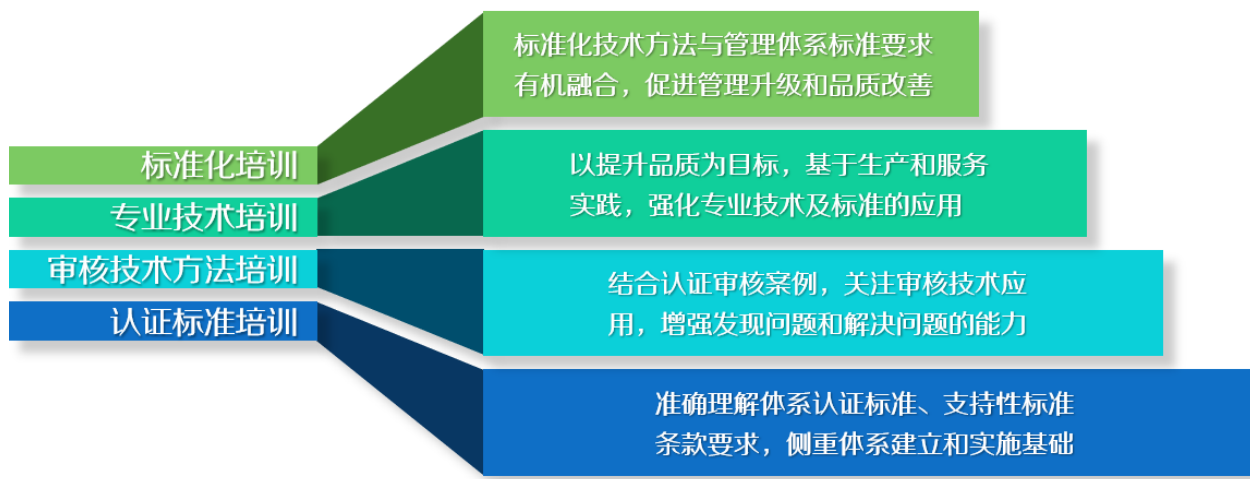 标准化培训
标准化技术方法与管理体系标准要求
有机融合，促进管理升级和品质改善
专业技术培训
以提升品质为目标，基于生产和服务
实践，强化专业技术及标准的应用
审核技术方法培训
结合认证审核案例，关注审核技术应
用，增强发现问题和解决问题的能力
认证标准培训
准确理解体系认证标准、支持性标准
条款要求，侧重体系建立和实施基础